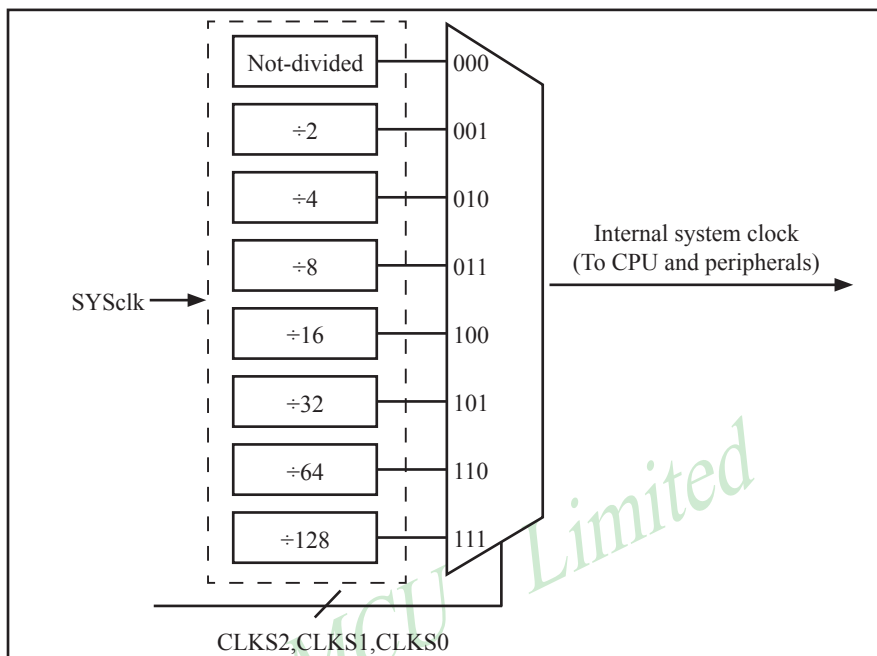 Not-divided 000
÷2 001
÷4 010
÷8 011
÷16 100
÷32 101
÷64 110
÷128 111
SYSclk
Internal system clock
(To CPU and peripherals)
CLKS2,CLKS1,CLKS0
MCU Limited